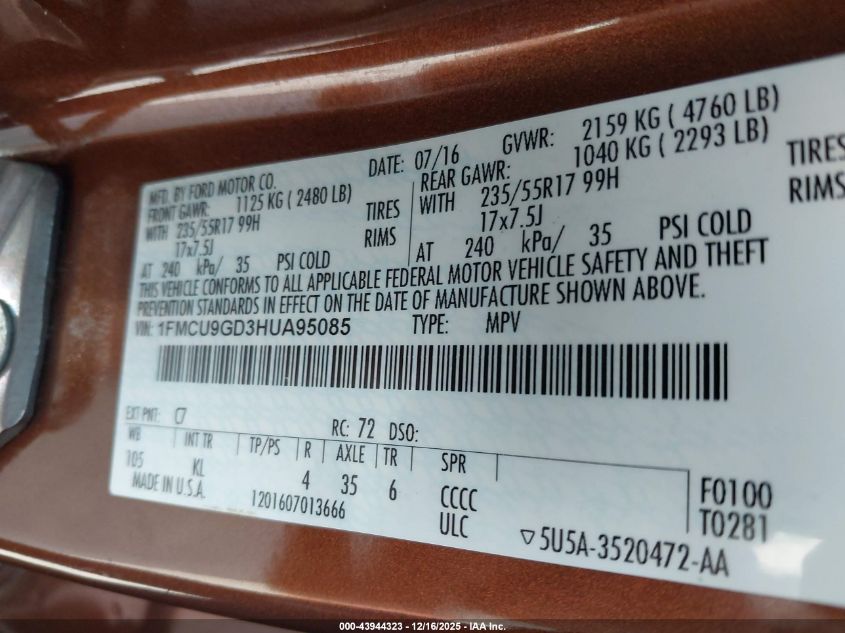 MFD. BY FORD MOTOR CO.
DATE: 07/16 GVWR: 2159 KG ( 4760 LB)
FRONT GAWR: 1125 KG ( 2480 LB) REAR GAWR: 1040 KG ( 2293 LB)
WITH 235/55R17 99H TIRES WITH 235/55R17 99H TIRES
17x7.5J RIMS 17x7.5J RIMS
AT 240 kPa/ 35 PSI COLD AT 240 kPa/ 35 PSI COLD
THIS VEHICLE CONFORMS TO ALL APPLICABLE FEDERAL MOTOR VEHICLE SAFETY AND THEFT
PREVENTION STANDARDS IN EFFECT ON THE DATE OF MANUFACTURE SHOWN ABOVE.
VIN: 1FMCU9GD3HUA95085 TYPE: MPV
EXT PNT: C7 RC: 72 DSO:
WB INT TR TP/PS R AXLE TR SPR
105 KL 4 35 6 CCCC F0100
MADE IN U.S.A. 1201607013666 ULC T0281
▽5U5A-3520472-AA
000-43944323 - 12/16/2025 - IAA Inc.